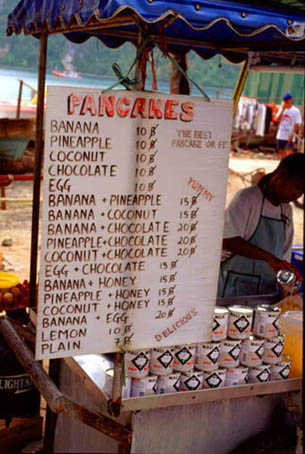 PANCAKES
BANANA 10 ฿
PINEAPPLE 10 ฿
COCONUT 10 ฿
CHOCOLATE 10 ฿
EGG 10 ฿
BANANA + PINEAPPLE 15 ฿
BANANA + COCONUT 15 ฿
BANANA + CHOCOLATE 20 ฿
PINEAPPLE+CHOCOLATE 20 ฿
COCONUT+CHOCOLATE 20 ฿
EGG + CHOCOLATE 15 ฿
BANANA + HONEY 15 ฿
PINEAPPLE + HONEY 15 ฿
COCONUT + HONEY 15 ฿
BANANA + EGG 20 ฿
LEMON 10 ฿
PLAIN 7 ฿
THE BEST
PANCAKE OR
YUMMY
DELICIOUS
LIGHTS